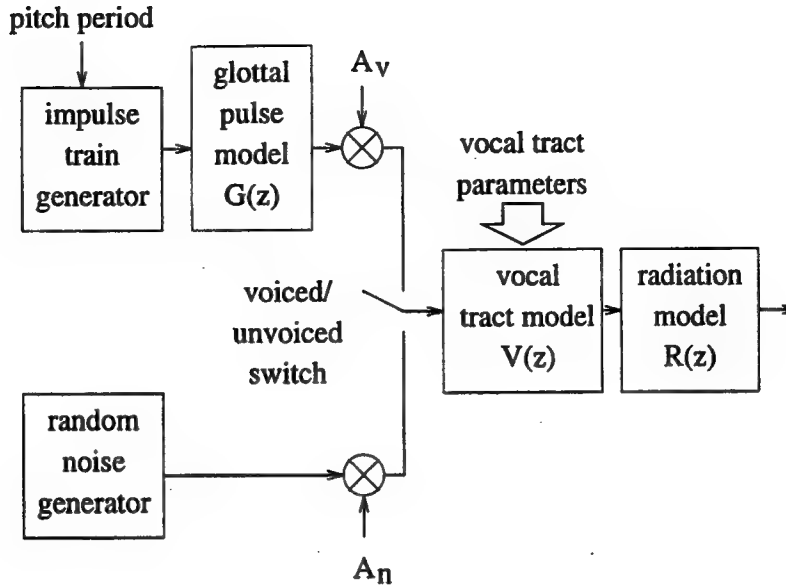 pitch period
impulse
train
generator
glottal
pulse
model
G(z)
Av
vocal tract
parameters
voiced/
unvoiced
switch
vocal
tract model
V(z)
radiation
model
R(z)
random
noise
generator
An